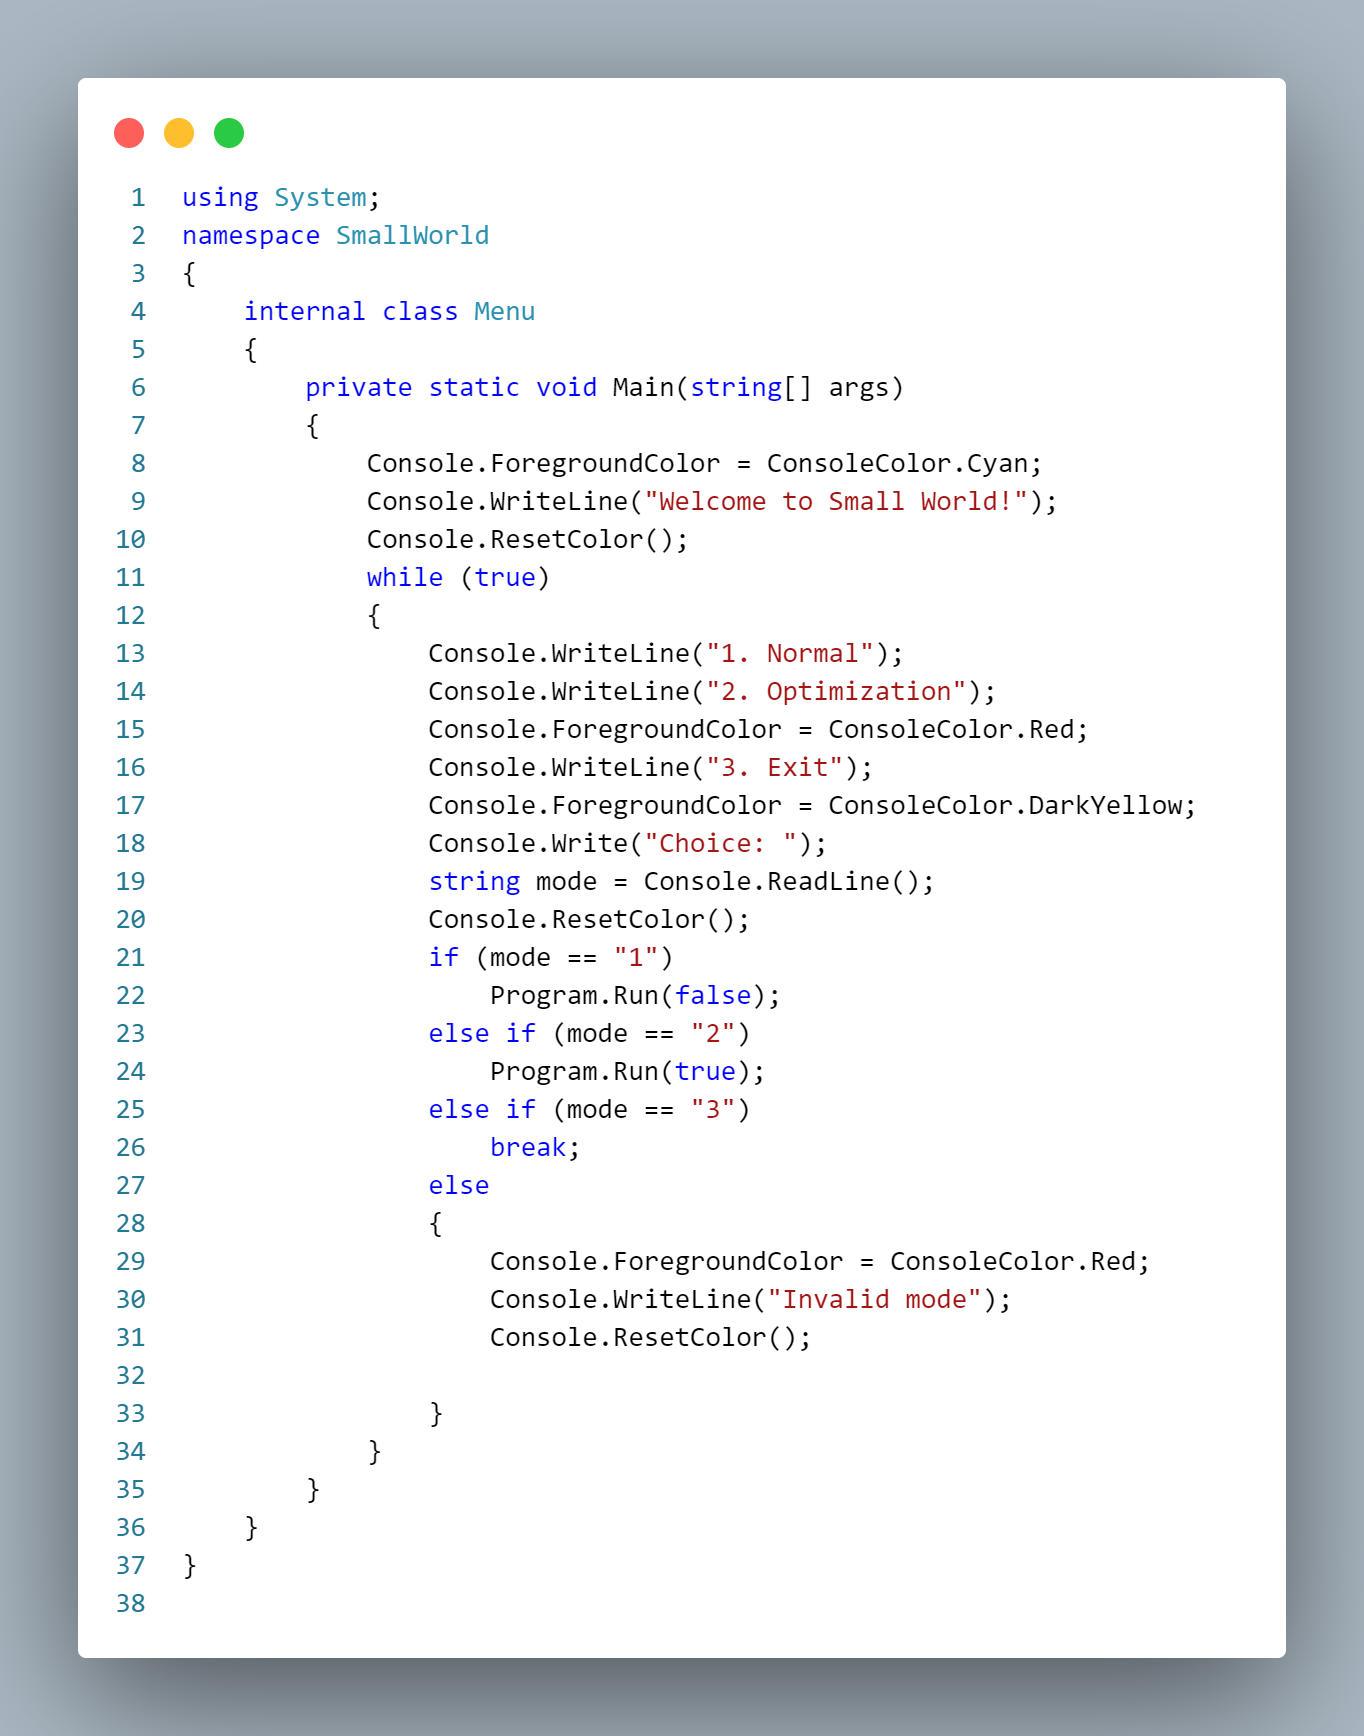 1 using System;
2 namespace SmallWorld
3 {
4     internal class Menu
5     {
6         private static void Main(string[] args)
7         {
8             Console.ForegroundColor = ConsoleColor.Cyan;
9             Console.WriteLine("Welcome to Small World!");
10             Console.ResetColor();
11             while (true)
12             {
13                 Console.WriteLine("1. Normal");
14                 Console.WriteLine("2. Optimization");
15                 Console.ForegroundColor = ConsoleColor.Red;
16                 Console.WriteLine("3. Exit");
17                 Console.ForegroundColor = ConsoleColor.DarkYellow;
18                 Console.Write("Choice: ");
19                 string mode = Console.ReadLine();
20                 Console.ResetColor();
21                 if (mode == "1")
22                     Program.Run(false);
23                 else if (mode == "2")
24                     Program.Run(true);
25                 else if (mode == "3")
26                     break;
27                 else
28                 {
29                     Console.ForegroundColor = ConsoleColor.Red;
30                     Console.WriteLine("Invalid mode");
31                     Console.ResetColor();
32
33                 }
34             }
35         }
36     }
37 }
38